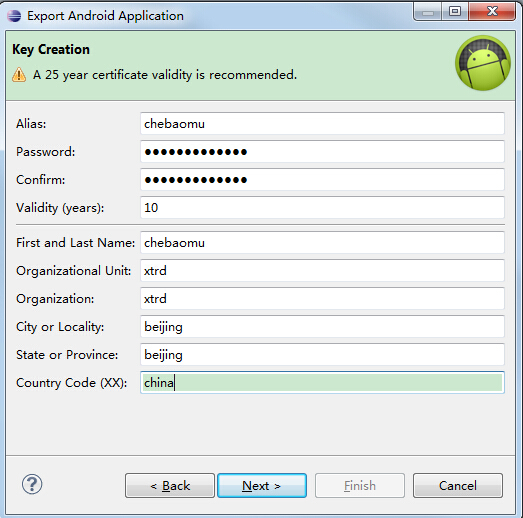 Export Android Application
Key Creation
A 25 year certificate validity is recommended.
Alias: chebaomu
Password: ●●●●●●●●●●●●●
Confirm: ●●●●●●●●●●●●●
Validity (years): 10
First and Last Name: chebaomu
Organizational Unit: xtrd
Organization: xtrd
City or Locality: beijing
State or Province: beijing
Country Code (XX): china
? < Back Next > Finish Cancel